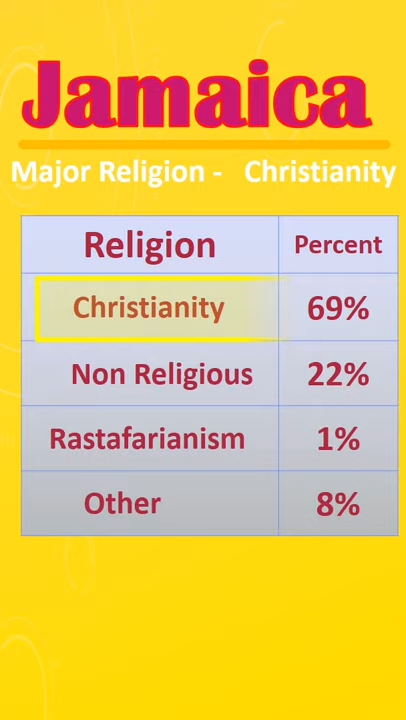 Jamaica
Major Religion - Christianity
Religion Percent
Christianity 69%
Non Religious 22%
Rastafarianism 1%
Other 8%